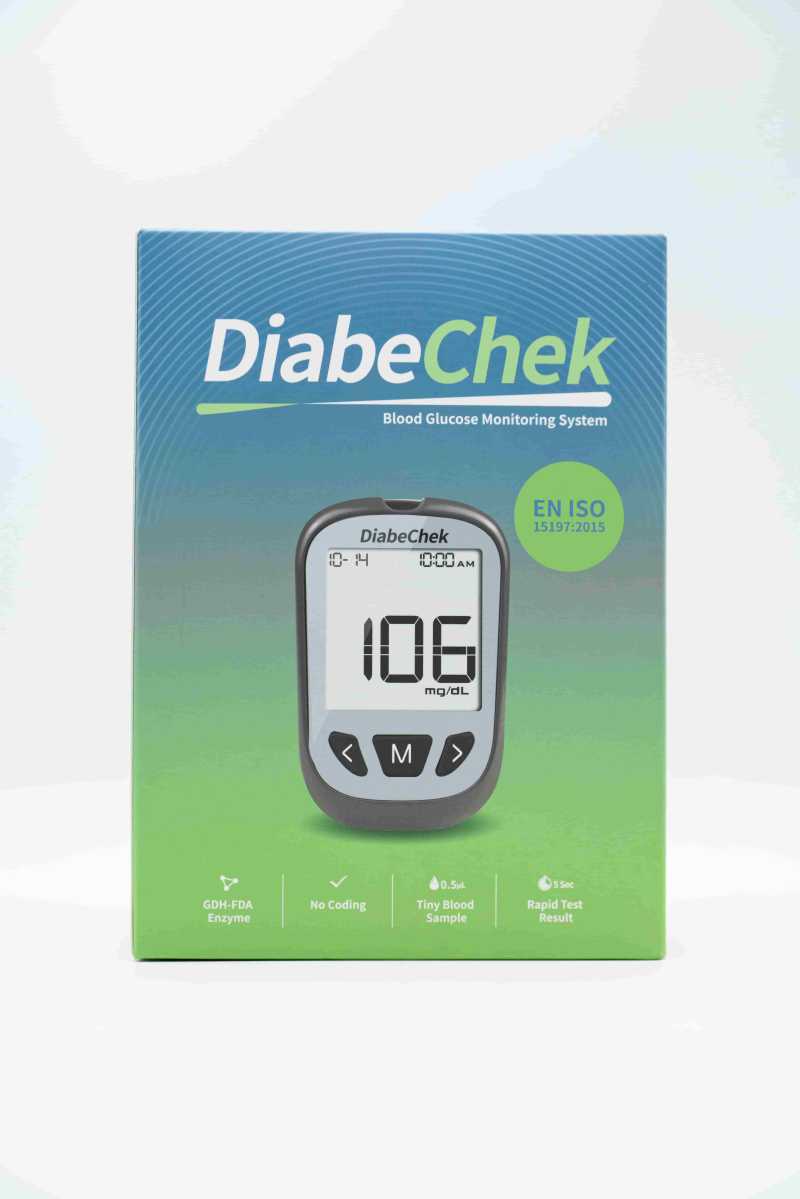 DiabeChek
Blood Glucose Monitoring System
EN ISO
15197:2015
DiabeChek
10-14 10:00 AM
106
mg/dL
< M >
GDH-FDA
Enzyme
No Coding
0.5µL
Tiny Blood
Sample
5 Sec
Rapid Test
Result